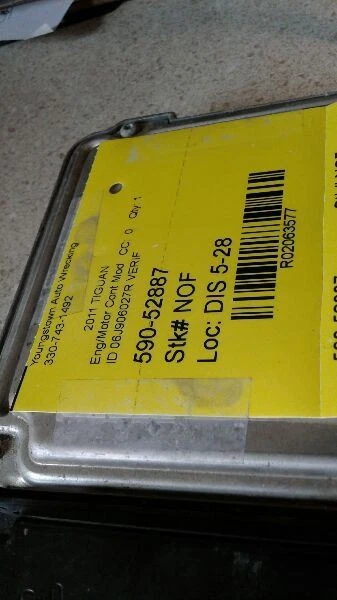 Youngstown Auto Wrecking
330-743-1492
2011 TIGUAN
Eng/Motor Cont Mod CC: 0 Qty: 1
ID 06J906027R VERIF
590-52887
Stk# NOF
Loc: DIS 5-28
R02063577